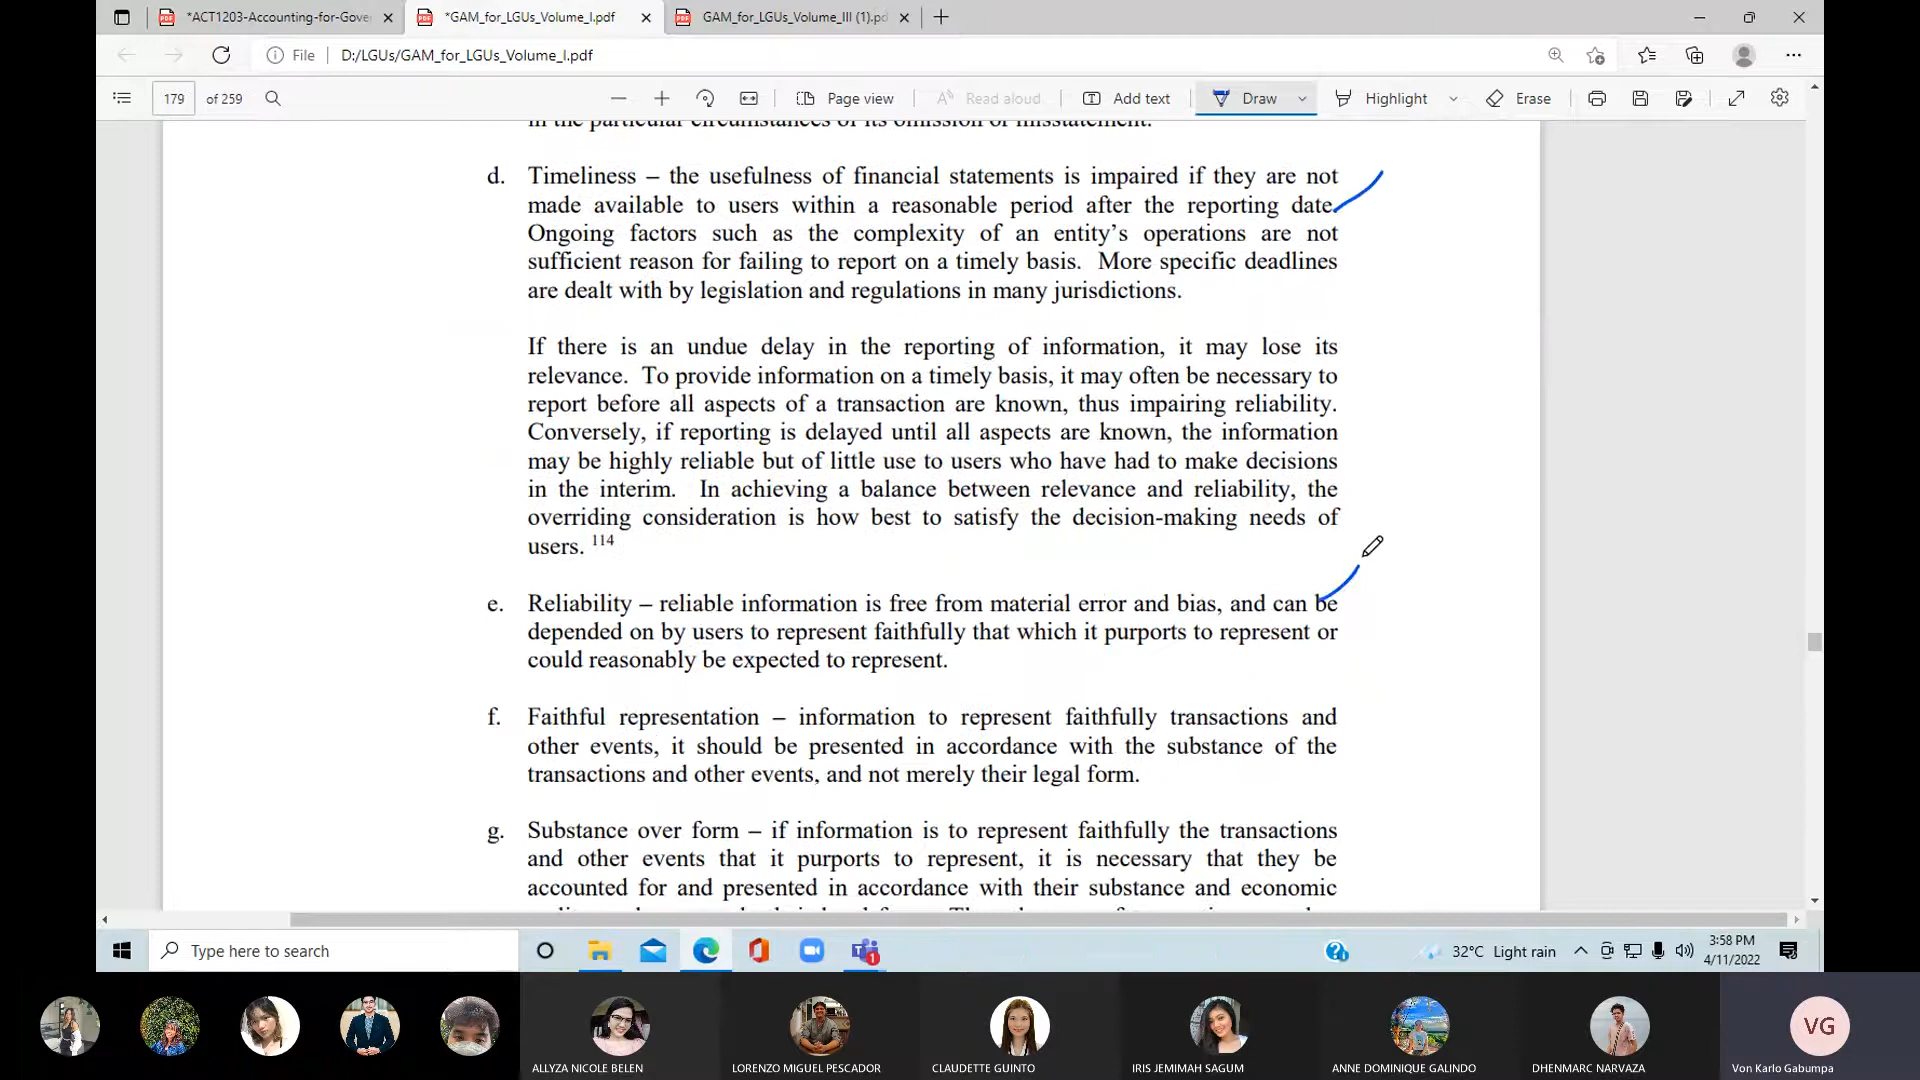 *ACT1203-Accounting-for-Gove
*GAM_for_LGUs_Volume_I.pdf
GAM_for_LGUs_Volume_III (1).pd
File
D:/LGUs/GAM_for_LGUs_Volume_I.pdf
179 of 259
Page view
Read aloud
Add text
Draw
Highlight
Erase
in the particular circumstances of its omission or misstatement.
d. Timeliness – the usefulness of financial statements is impaired if they are not
made available to users within a reasonable period after the reporting date.
Ongoing factors such as the complexity of an entity’s operations are not
sufficient reason for failing to report on a timely basis. More specific deadlines
are dealt with by legislation and regulations in many jurisdictions.
If there is an undue delay in the reporting of information, it may lose its
relevance. To provide information on a timely basis, it may often be necessary to
report before all aspects of a transaction are known, thus impairing reliability.
Conversely, if reporting is delayed until all aspects are known, the information
may be highly reliable but of little use to users who have had to make decisions
in the interim. In achieving a balance between relevance and reliability, the
overriding consideration is how best to satisfy the decision-making needs of
users. 114
e. Reliability – reliable information is free from material error and bias, and can be
depended on by users to represent faithfully that which it purports to represent or
could reasonably be expected to represent.
f. Faithful representation – information to represent faithfully transactions and
other events, it should be presented in accordance with the substance of the
transactions and other events, and not merely their legal form.
g. Substance over form – if information is to represent faithfully the transactions
and other events that it purports to represent, it is necessary that they be
accounted for and presented in accordance with their substance and economic
Type here to search
1
32°C Light rain
3:58 PM
4/11/2022
VG
ALLYZA NICOLE BELEN
LORENZO MIGUEL PESCADOR
CLAUDETTE GUINTO
IRIS JEMIMAH SAGUM
ANNE DOMINIQUE GALINDO
DHENMARC NARVAZA
Von Karlo Gabumpa